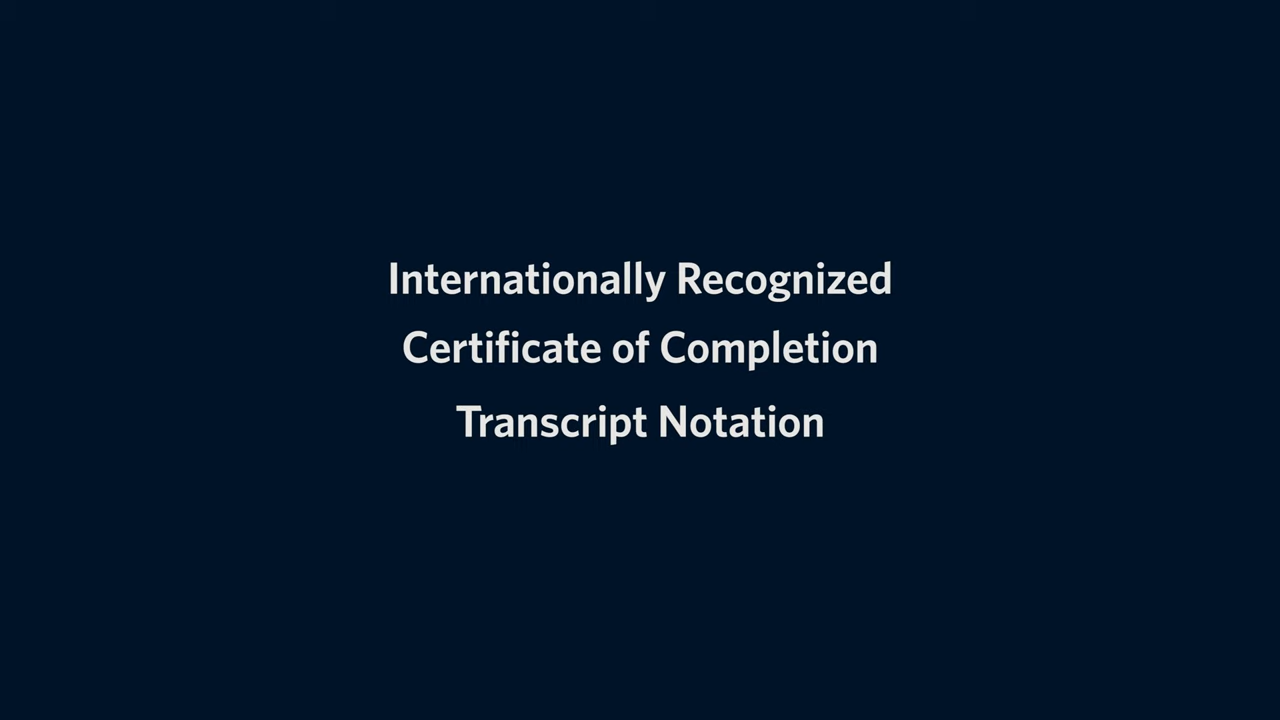 Internationally Recognized
Certificate of Completion
Transcript Notation